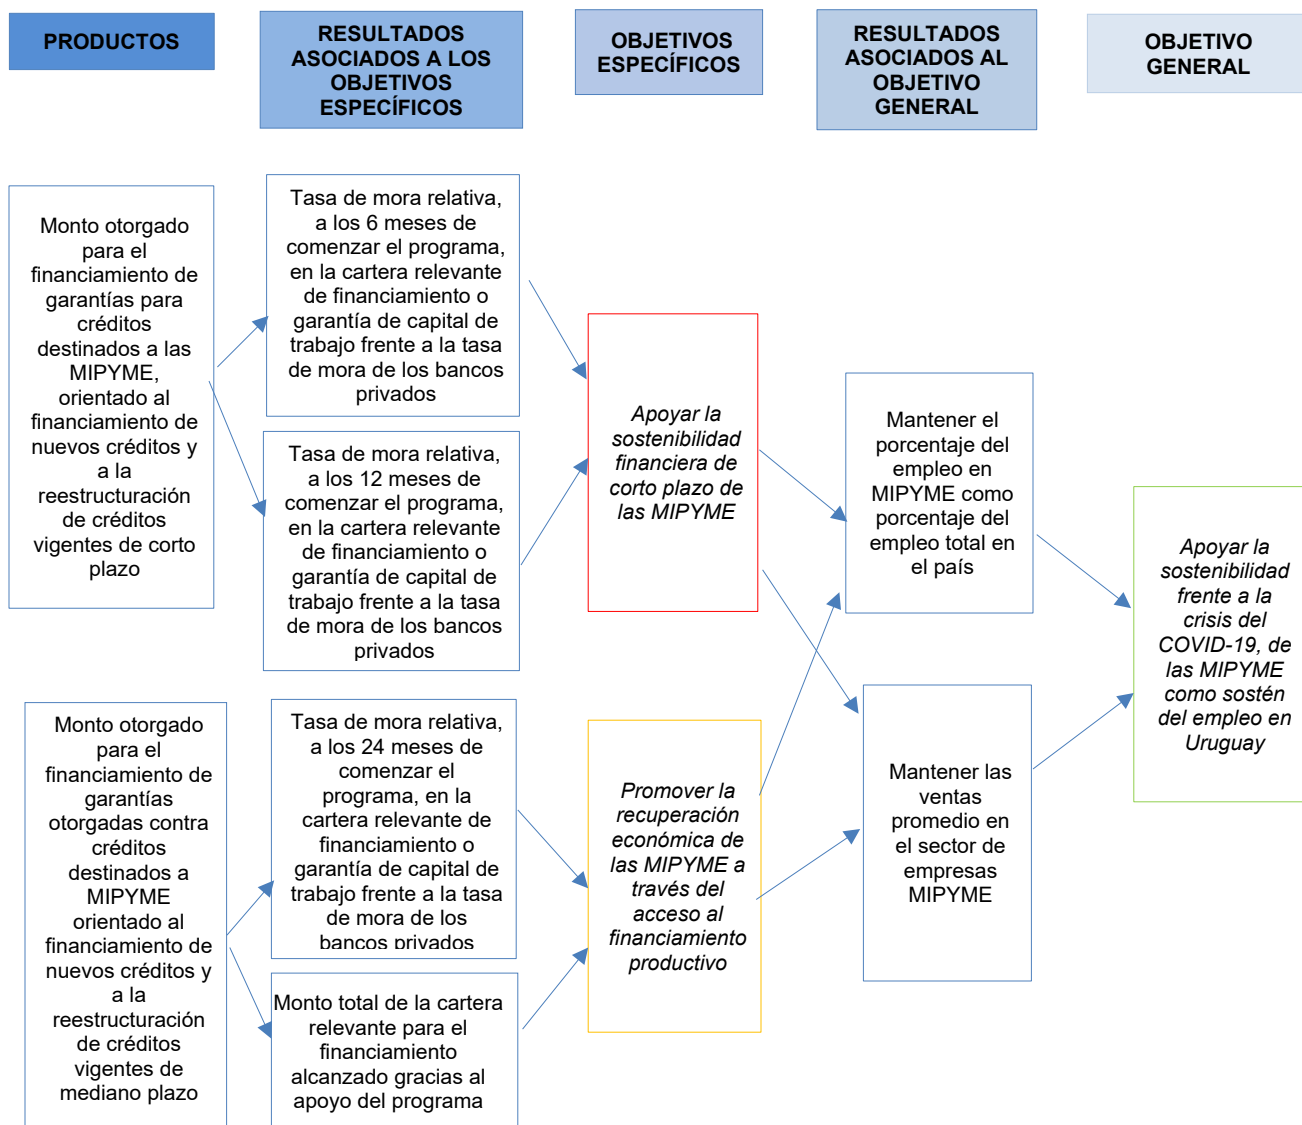 PRODUCTOS
RESULTADOS
ASOCIADOS A LOS
OBJETIVOS
ESPECÍFICOS
OBJETIVOS
ESPECÍFICOS
RESULTADOS
ASOCIADOS AL
OBJETIVO
GENERAL
OBJETIVO
GENERAL
Monto otorgado
para el
financiamiento de
garantías para
créditos
destinados a las
MIPYME,
orientado al
financiamiento de
nuevos créditos y
a la
reestructuración
de créditos
vigentes de corto
plazo
Tasa de mora relativa,
a los 6 meses de
comenzar el programa,
en la cartera relevante
de financiamiento o
garantía de capital de
trabajo frente a la tasa
de mora de los bancos
privados
Tasa de mora relativa,
a los 12 meses de
comenzar el programa,
en la cartera relevante
de financiamiento o
garantía de capital de
trabajo frente a la tasa
de mora de los bancos
privados
Apoyar la
sostenibilidad
financiera de
corto plazo de
las MIPYME
Mantener el
porcentaje del
empleo en
MIPYME como
porcentaje del
empleo total en
el país
Apoyar la
sostenibilidad
frente a la
crisis del
COVID-19, de
las MIPYME
como sostén
del empleo en
Uruguay
Monto otorgado
para el
financiamiento de
garantías
otorgadas contra
créditos
destinados a
MIPYME
orientado al
financiamiento de
nuevos créditos y
a la
reestructuración
de créditos
vigentes de
mediano plazo
Tasa de mora relativa,
a los 24 meses de
comenzar el
programa, en la
cartera relevante de
financiamiento o
garantía de capital de
trabajo frente a la tasa
de mora de los
bancos privados
Monto total de la cartera
relevante para el
financiamiento
alcanzado gracias al
apoyo del programa
Promover la
recuperación
económica de
las MIPYME a
través del
acceso al
financiamiento
productivo
Mantener las
ventas
promedio en
el sector de
empresas
MIPYME